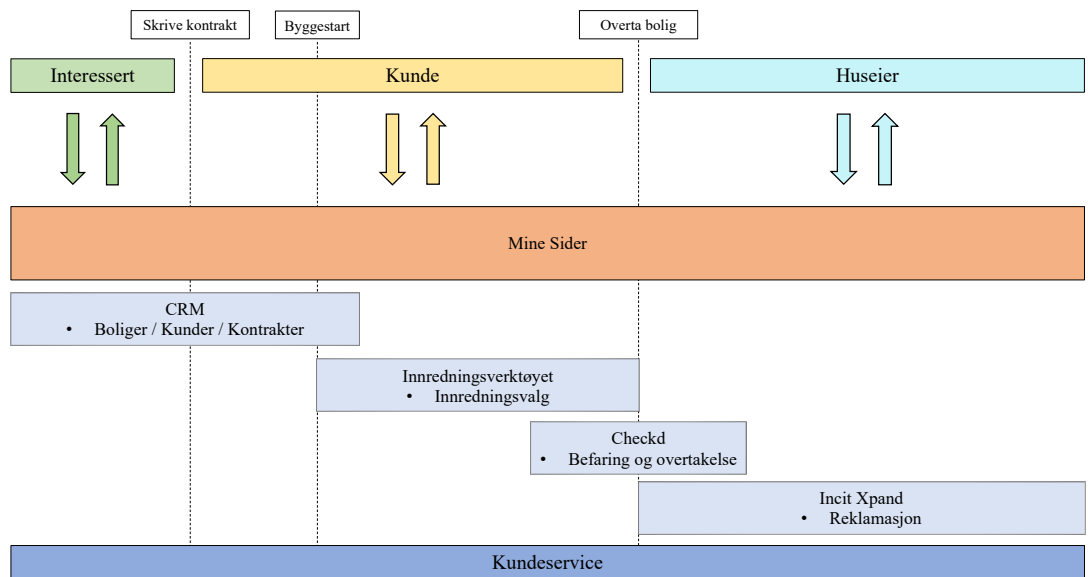 Skrive kontrakt
Byggestart
Overta bolig
Interessert
Kunde
Huseier
Mine Sider
CRM
• Boliger / Kunder / Kontrakter
Innredningsverktøyet
• Innredningsvalg
Checkd
• Befaring og overtakelse
Incit Xpand
• Reklamasjon
Kundeservice